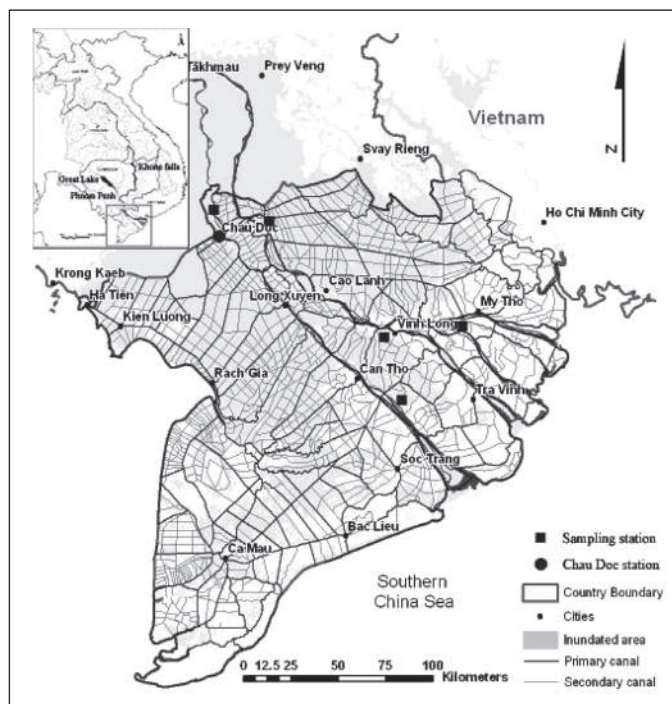 Takhmau
Prey Veng
Vietnam
Svay Rieng
Khone falls
Great Lake
Phnom Penh
N
Ho Chi Minh City
Chau Doc
Krong Kaeb
Ha Tien
Kien Luong
Long Xuyen
Cao Lanh
My Tho
Vinh Long
Rach Gia
Can Tho
Tra Vinh
Soc Trang
Bac Lieu
Ca Mau
Southern
China Sea
Sampling station
Chau Doc station
Country Boundary
Cities
Inundated area
Primary canal
Secondary canal
0 12.5 25 50 75 100
Kilometers